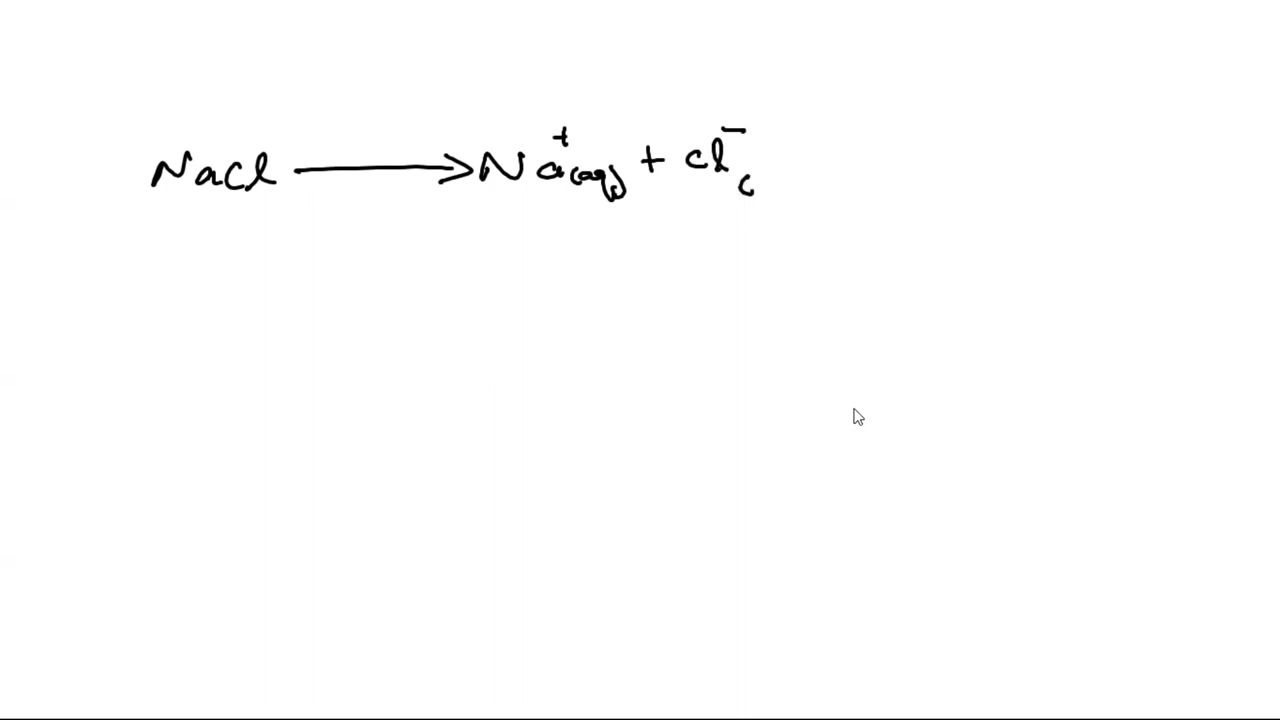 NaCl ⟶ Na⁺(aq) + Cl⁻(